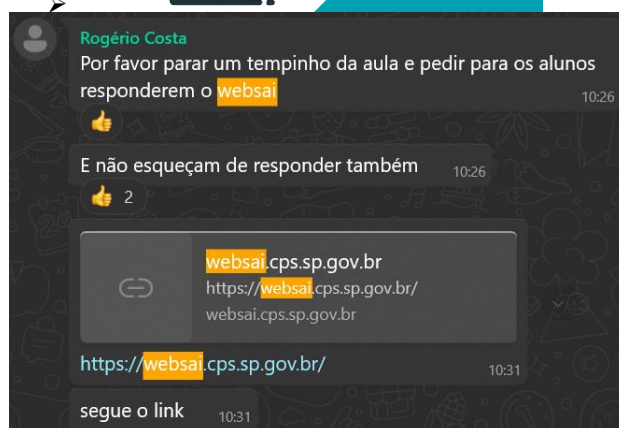 Rogério Costa
Por favor parar um tempinho da aula e pedir para os alunos
responderem o websai
10:26
👍
E não esqueçam de responder também 10:26
👍 2
websai.cps.sp.gov.br
https://websai.cps.sp.gov.br/
websai.cps.sp.gov.br
https://websai.cps.sp.gov.br/
10:31
segue o link 10:31